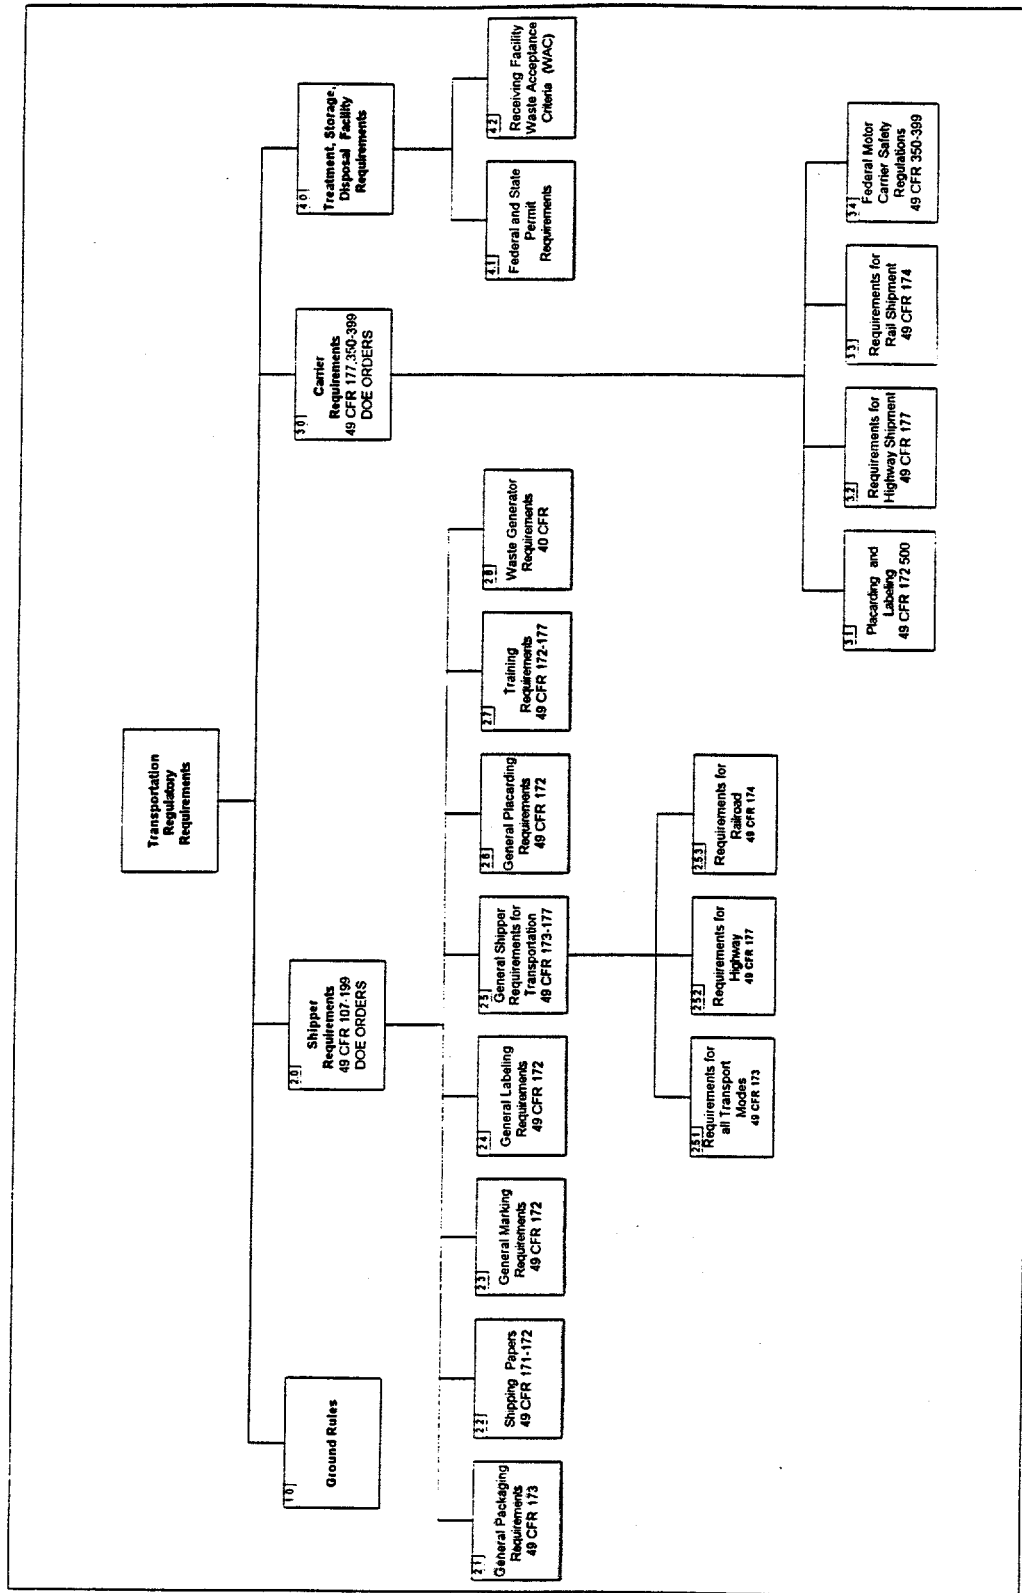 Transportation
Regulatory
Requirements
1.0
Ground Rules
2.0
Shipper
Requirements
49 CFR 107-199
DOE ORDERS
3.0
Carrier
Requirements
49 CFR 177,350-399
DOE ORDERS
4.0
Treatment, Storage,
Disposal Facility
Requirements
2.1
General Packaging
Requirements
49 CFR 173
2.2
Shipping Papers
49 CFR 171-172
2.3
General Marking
Requirements
49 CFR 172
2.4
General Labeling
Requirements
49 CFR 172
2.5
General Shipper
Requirements for
Transportation
49 CFR 173-177
2.6
General Placarding
Requirements
49 CFR 172
2.7
Training
Requirements
49 CFR 172-177
2.8
Waste Generator
Requirements
40 CFR
4.1
Federal and State
Permit
Requirements
4.2
Receiving Facility
Waste Acceptance
Criteria (WAC)
2.5.1
Requirements for
all Transport
Modes
49 CFR 173
2.5.2
Requirements for
Highway
49 CFR 177
2.5.3
Requirements for
Railroad
49 CFR 174
3.1
Placarding and
Labeling
49 CFR 172 500
3.2
Requirements for
Highway Shipment
49 CFR 177
3.3
Requirements for
Rail Shipment
49 CFR 174
3.4
Federal Motor
Carrier Safety
Regulations
49 CFR 350-399